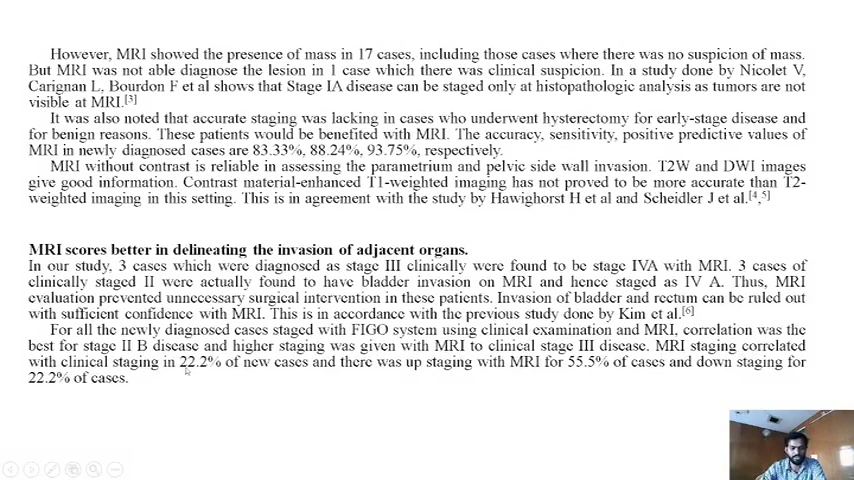 However, MRI showed the presence of mass in 17 cases, including those cases where there was no suspicion of mass.
But MRI was not able diagnose the lesion in 1 case which there was clinical suspicion. In a study done by Nicolet V,
Carignan L, Bourdon F et al shows that Stage IA disease can be staged only at histopathologic analysis as tumors are not
visible at MRI.[3]
It was also noted that accurate staging was lacking in cases who underwent hysterectomy for early-stage disease and
for benign reasons. These patients would be benefited with MRI. The accuracy, sensitivity, positive predictive values of
MRI in newly diagnosed cases are 83.33%, 88.24%, 93.75%, respectively.
MRI without contrast is reliable in assessing the parametrium and pelvic side wall invasion. T2W and DWI images
give good information. Contrast material-enhanced T1-weighted imaging has not proved to be more accurate than T2-
weighted imaging in this setting. This is in agreement with the study by Hawighorst H et al and Scheidler J et al.[4,5]
MRI scores better in delineating the invasion of adjacent organs.
In our study, 3 cases which were diagnosed as stage III clinically were found to be stage IVA with MRI. 3 cases of
clinically staged II were actually found to have bladder invasion on MRI and hence staged as IV A. Thus, MRI
evaluation prevented unnecessary surgical intervention in these patients. Invasion of bladder and rectum can be ruled out
with sufficient confidence with MRI. This is in accordance with the previous study done by Kim et al.[6]
For all the newly diagnosed cases staged with FIGO system using clinical examination and MRI, correlation was the
best for stage II B disease and higher staging was given with MRI to clinical stage III disease. MRI staging correlated
with clinical staging in 22.2% of new cases and there was up staging with MRI for 55.5% of cases and down staging for
22.2% of cases.